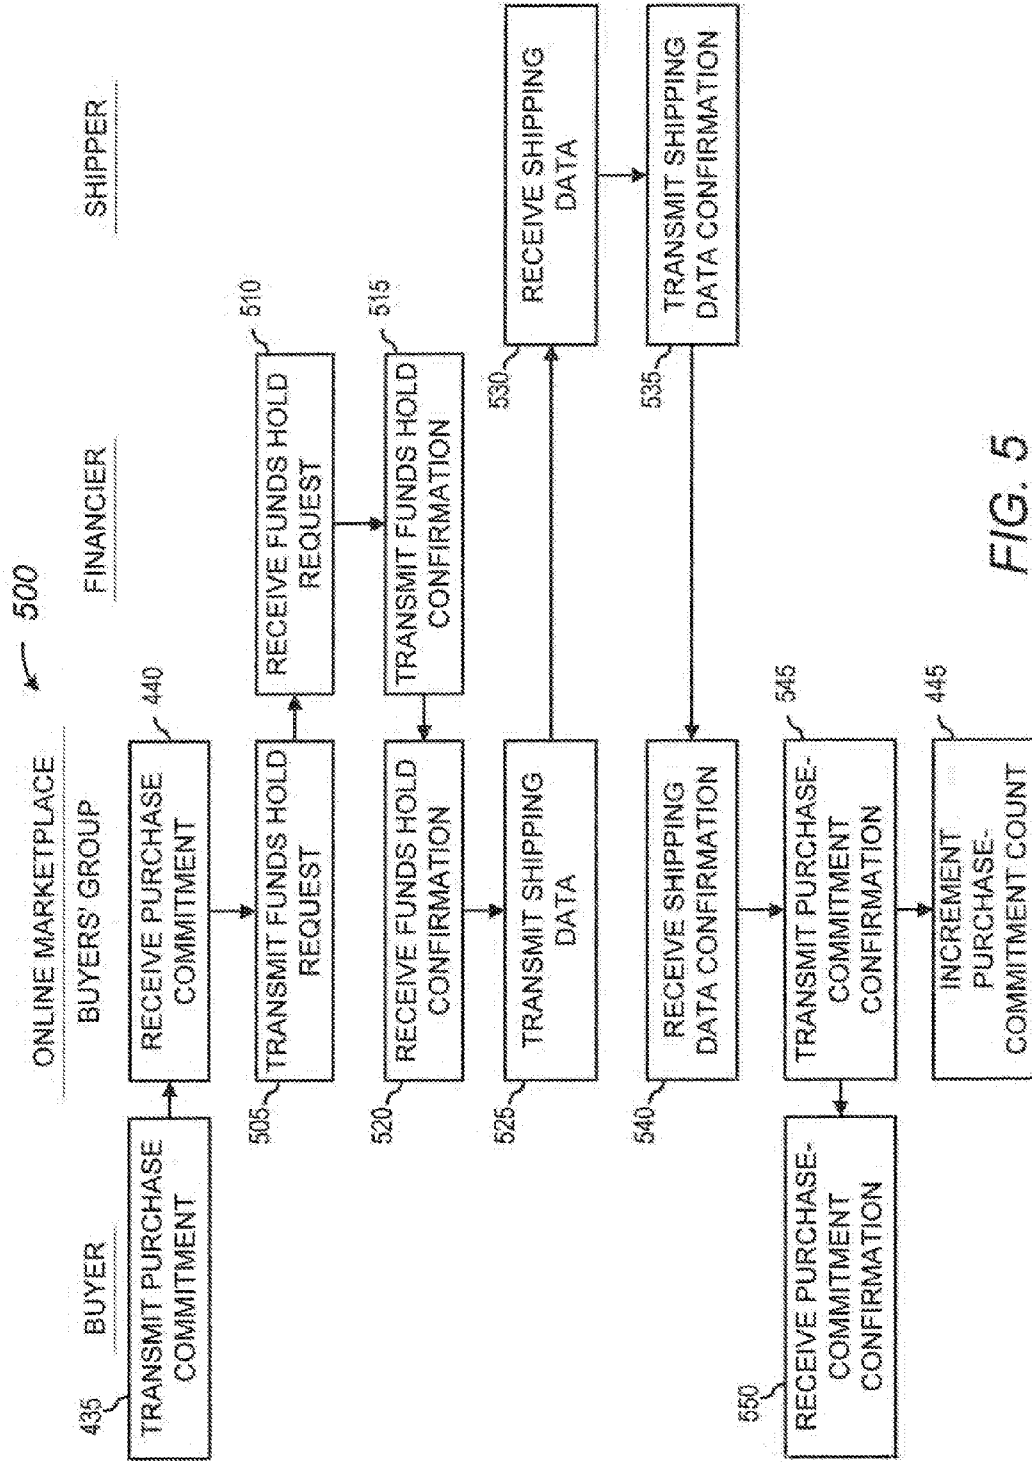 500
BUYER
ONLINE MARKETPLACE
BUYERS' GROUP
FINANCIER
SHIPPER
435
TRANSMIT PURCHASE
COMMITMENT
440
RECEIVE PURCHASE
COMMITMENT
505
TRANSMIT FUNDS HOLD
REQUEST
510
RECEIVE FUNDS HOLD
REQUEST
515
TRANSMIT FUNDS HOLD
CONFIRMATION
520
RECEIVE FUNDS HOLD
CONFIRMATION
525
TRANSMIT SHIPPING
DATA
530
RECEIVE SHIPPING
DATA
535
TRANSMIT SHIPPING
DATA CONFIRMATION
540
RECEIVE SHIPPING
DATA CONFIRMATION
545
TRANSMIT PURCHASE-
COMMITMENT
CONFIRMATION
550
RECEIVE PURCHASE-
COMMITMENT
CONFIRMATION
445
INCREMENT
PURCHASE-
COMMITMENT COUNT
FIG. 5